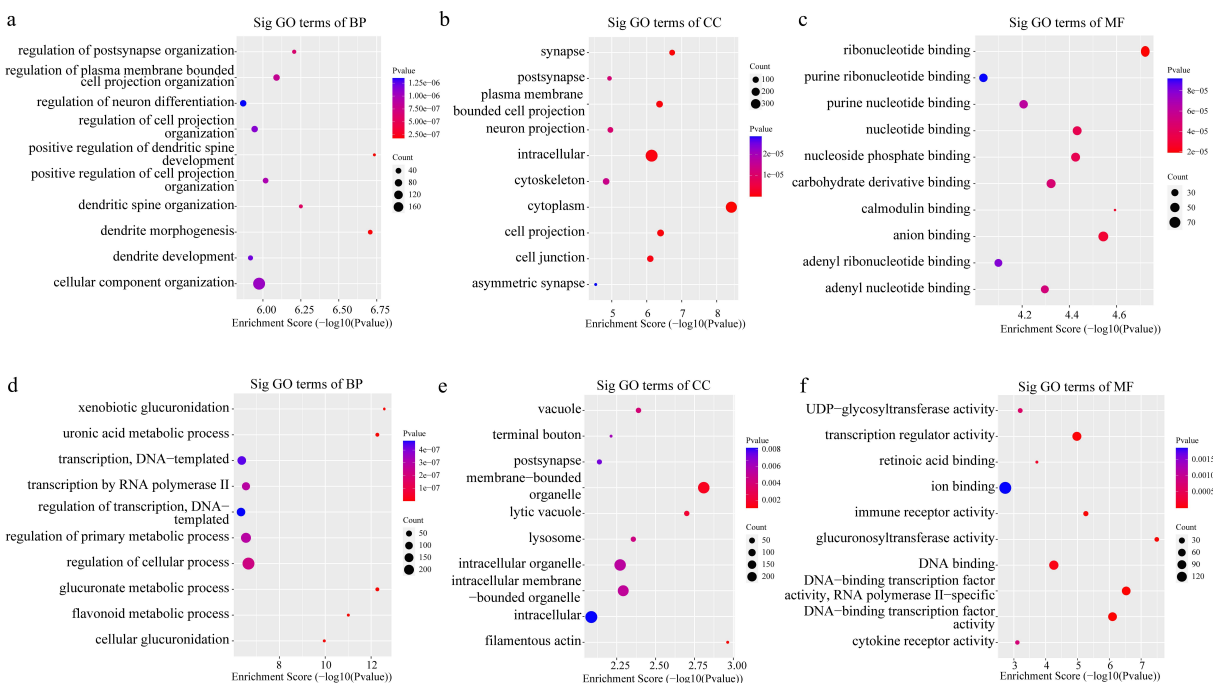 a
Sig GO terms of BP
regulation of postsynapse organization
regulation of plasma membrane bounded
cell projection organization
regulation of neuron differentiation
regulation of cell projection
organization
positive regulation of dendritic spine
development
positive regulation of cell projection
organization
dendritic spine organization
dendrite morphogenesis
dendrite development
cellular component organization
6.00 6.25 6.50 6.75
Enrichment Score (−log10(Pvalue))
Pvalue
1.25e−06
1.00e−06
7.50e−07
5.00e−07
2.50e−07
Count
40
80
120
160
b
Sig GO terms of CC
synapse
postsynapse
plasma membrane
bounded cell projection
neuron projection
intracellular
cytoskeleton
cytoplasm
cell projection
cell junction
asymmetric synapse
5 6 7 8
Enrichment Score (−log10(Pvalue))
Count
100
200
300
Pvalue
2e−05
1e−05
c
Sig GO terms of MF
ribonucleotide binding
purine ribonucleotide binding
purine nucleotide binding
nucleotide binding
nucleoside phosphate binding
carbohydrate derivative binding
calmodulin binding
anion binding
adenyl ribonucleotide binding
adenyl nucleotide binding
4.2 4.4 4.6
Enrichment Score (−log10(Pvalue))
Pvalue
8e−05
6e−05
4e−05
2e−05
Count
30
50
70
d
Sig GO terms of BP
xenobiotic glucuronidation
uronic acid metabolic process
transcription, DNA−templated
transcription by RNA polymerase II
regulation of transcription, DNA−
templated
regulation of primary metabolic process
regulation of cellular process
glucuronate metabolic process
flavonoid metabolic process
cellular glucuronidation
8 10 12
Enrichment Score (−log10(Pvalue))
Pvalue
4e−07
3e−07
2e−07
1e−07
Count
50
100
150
200
e
Sig GO terms of CC
vacuole
terminal bouton
postsynapse
membrane−bounded
organelle
lytic vacuole
lysosome
intracellular organelle
intracellular membrane
−bounded organelle
intracellular
filamentous actin
2.25 2.50 2.75 3.00
Enrichment Score (−log10(Pvalue))
Pvalue
0.008
0.006
0.004
0.002
Count
50
100
150
200
f
Sig GO terms of MF
UDP−glycosyltransferase activity
transcription regulator activity
retinoic acid binding
ion binding
immune receptor activity
glucuronosyltransferase activity
DNA binding
DNA−binding transcription factor
activity, RNA polymerase II−specific
DNA−binding transcription factor
activity
cytokine receptor activity
3 4 5 6 7
Enrichment Score (−log10(Pvalue))
Pvalue
0.0015
0.0010
0.0005
Count
30
60
90
120